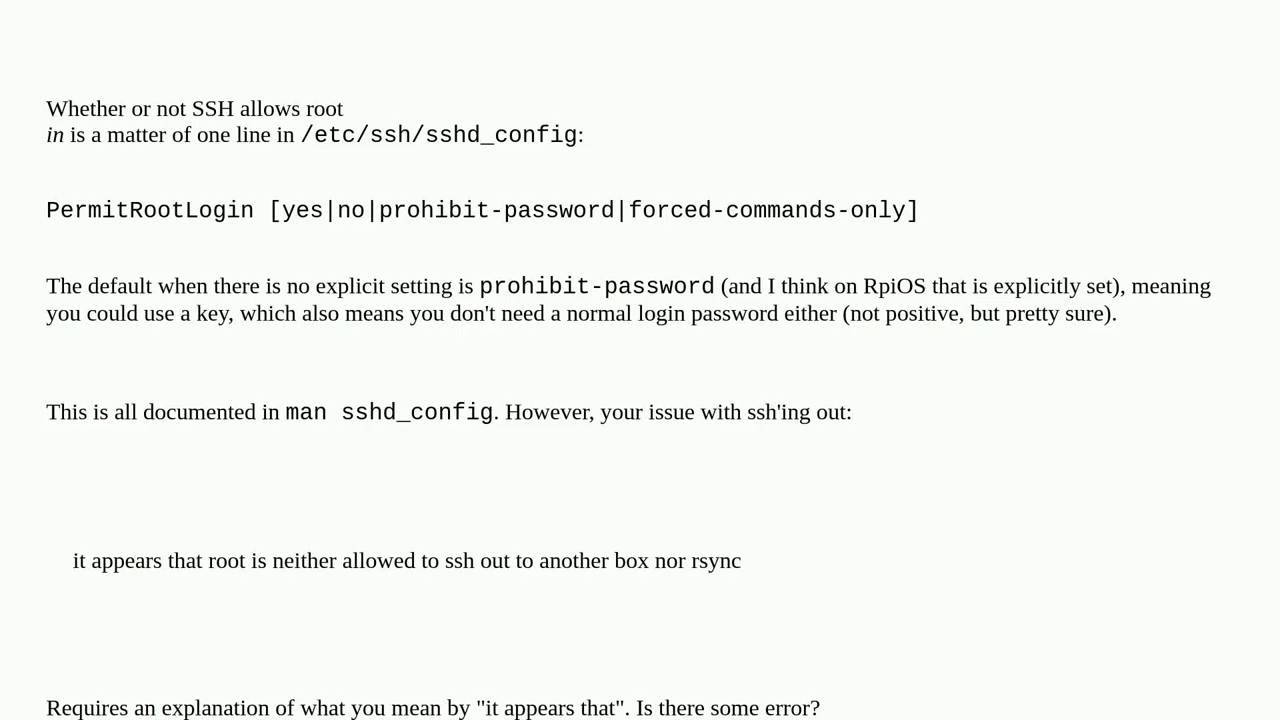 Whether or not SSH allows root
in is a matter of one line in /etc/ssh/sshd_config:
PermitRootLogin [yes|no|prohibit-password|forced-commands-only]
The default when there is no explicit setting is prohibit-password (and I think on RpiOS that is explicitly set), meaning
you could use a key, which also means you don't need a normal login password either (not positive, but pretty sure).
This is all documented in man sshd_config. However, your issue with ssh'ing out:
it appears that root is neither allowed to ssh out to another box nor rsync
Requires an explanation of what you mean by "it appears that". Is there some error?